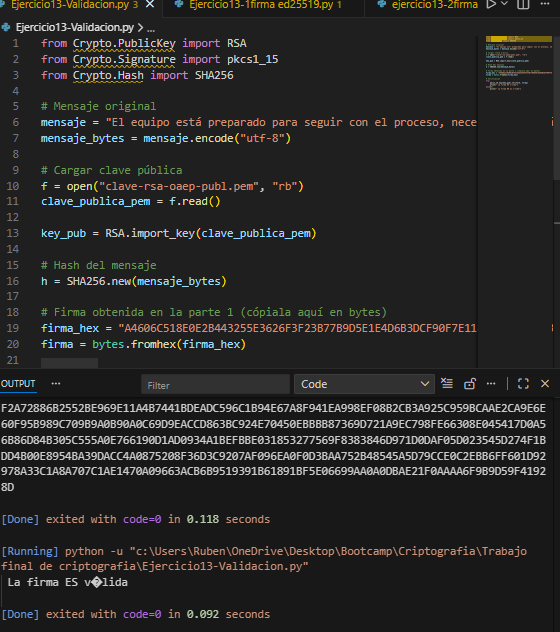 Ejercicio13-Validacion.py 3 Ejercicio13-1firma ed25519.py 1 ejercicio13-2firma
Ejercicio13-Validacion.py > ...
1 from Crypto.PublicKey import RSA
2 from Crypto.Signature import pkcs1_15
3 from Crypto.Hash import SHA256
4
5 # Mensaje original
6 mensaje = "El equipo está preparado para seguir con el proceso, nece
7 mensaje_bytes = mensaje.encode("utf-8")
8
9 # Cargar clave pública
10 f = open("clave-rsa-oaep-publ.pem", "rb")
11 clave_publica_pem = f.read()
12
13 key_pub = RSA.import_key(clave_publica_pem)
14
15 # Hash del mensaje
16 h = SHA256.new(mensaje_bytes)
17
18 # Firma obtenida en la parte 1 (cópiala aquí en bytes)
19 firma_hex = "A4606C518E0E2B443255E3626F3F23B77B9D5E1E4D6B3DCF90F7E11
20 firma = bytes.fromhex(firma_hex)
21
OUTPUT ... Filter Code ...
F2A72886B2552BE969E11A4B7441BDEADC596C1B94E67A8F941EA998EF08B2CB3A925C959BCAAE2CA9E6E
60F95B989C709B9A0B90A0C69D9EACCD863BC924E70450EBBBB87369D721A9EC798FE66308E045417D0A5
6B86D84B305C555A0E766190D1AD0934A1BEFBBE031853277569F8383846D971D0DAF05D023545D274F1B
DD4B00E8954BA39DACC4A0875208F36D3C9207AF096EA0F0D3BAA752B48545A5D79CCE0C2EBB6FF601D92
978A33C1A8A707C1AE1470A09663ACB6B9519391B61891BF5E06699AA0A0DBAE21F0AAAA6F9B9D59F4192
8D
[Done] exited with code=0 in 0.118 seconds
[Running] python -u "c:\Users\Ruben\OneDrive\Desktop\Bootcamp\Criptografia\Trabajo
final de criptografia\Ejercicio13-Validacion.py"
La firma ES v�lida
[Done] exited with code=0 in 0.092 seconds